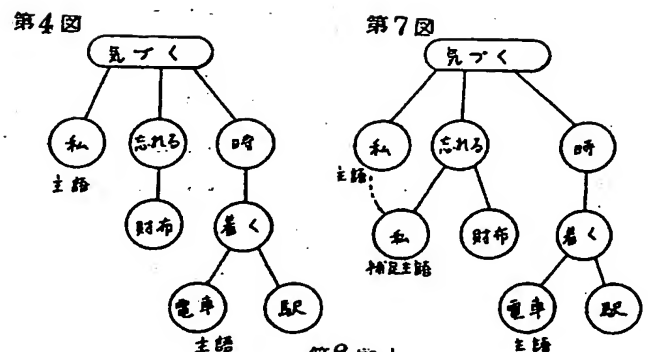 第4図
気づく
私 忘れる 時
主語
財布 着く
電車 駅
主語
第7図
気づく
私 忘れる 時
主語
私 財布 着く
補足主語
電車 駅
主語